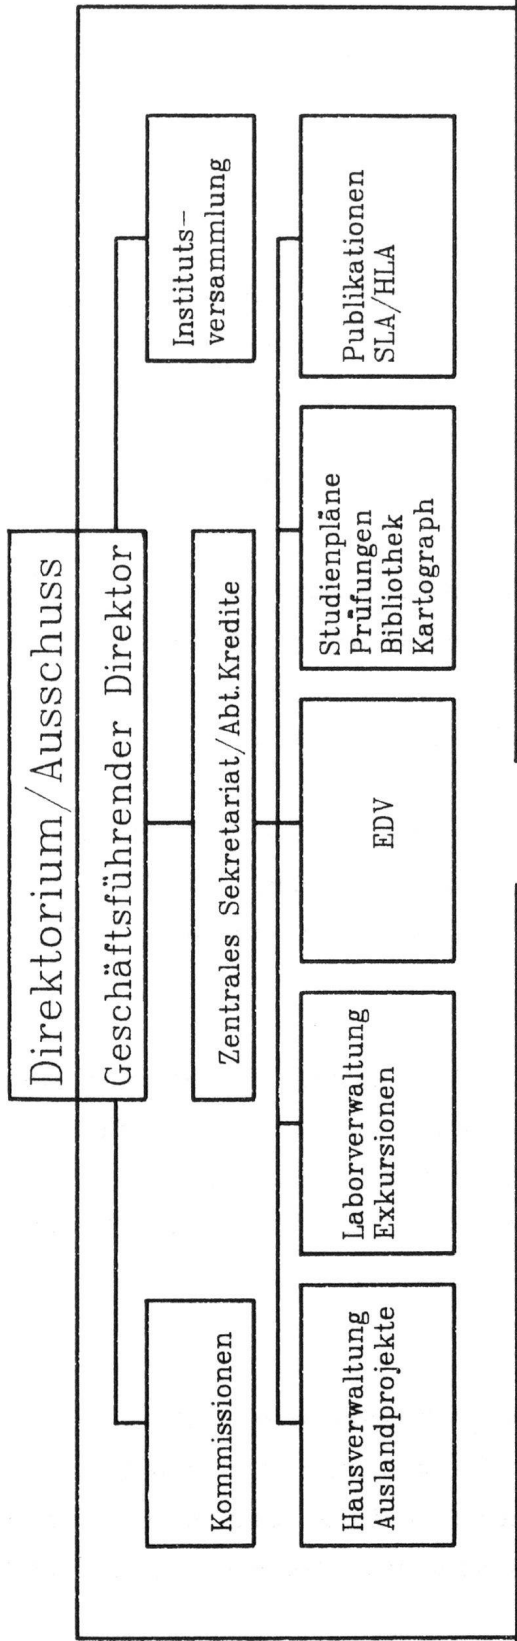 Direktorium/Ausschuss
Geschäftsführender Direktor
Kommissionen
Instituts-
versammlung
Zentrales Sekretariat/Abt.Kredite
Hausverwaltung
Auslandprojekte
Laborverwaltung
Exkursionen
EDV
Studienpläne
Prüfungen
Bibliothek
Kartograph
Publikationen
SLA/HLA